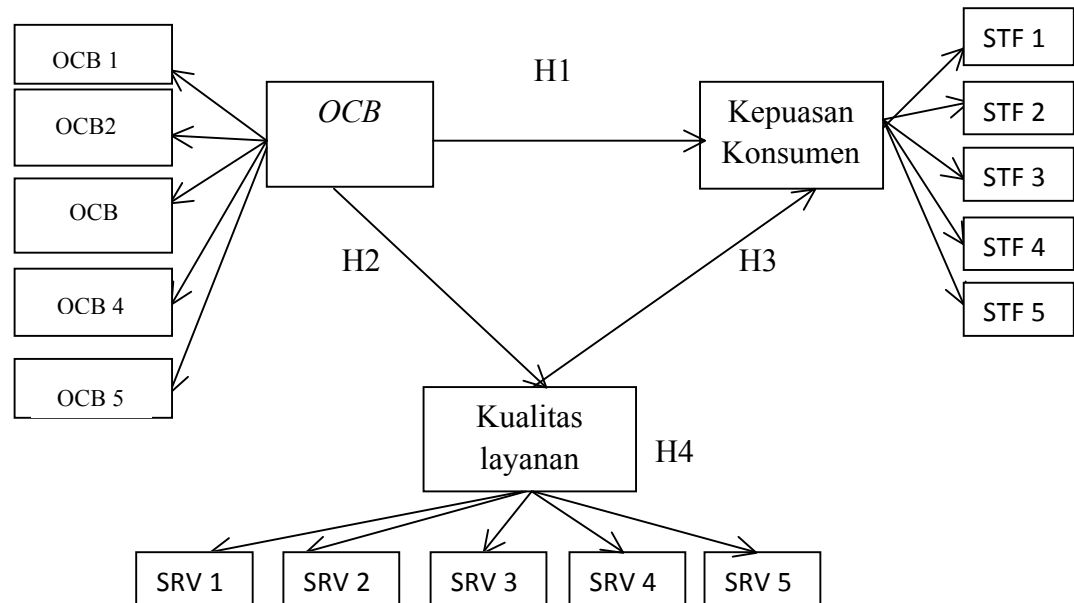 OCB 1
OCB2
OCB
OCB 4
OCB 5
OCB
H1
Kepuasan
Konsumen
STF 1
STF 2
STF 3
STF 4
STF 5
H2
H3
Kualitas
layanan
H4
SRV 1
SRV 2
SRV 3
SRV 4
SRV 5